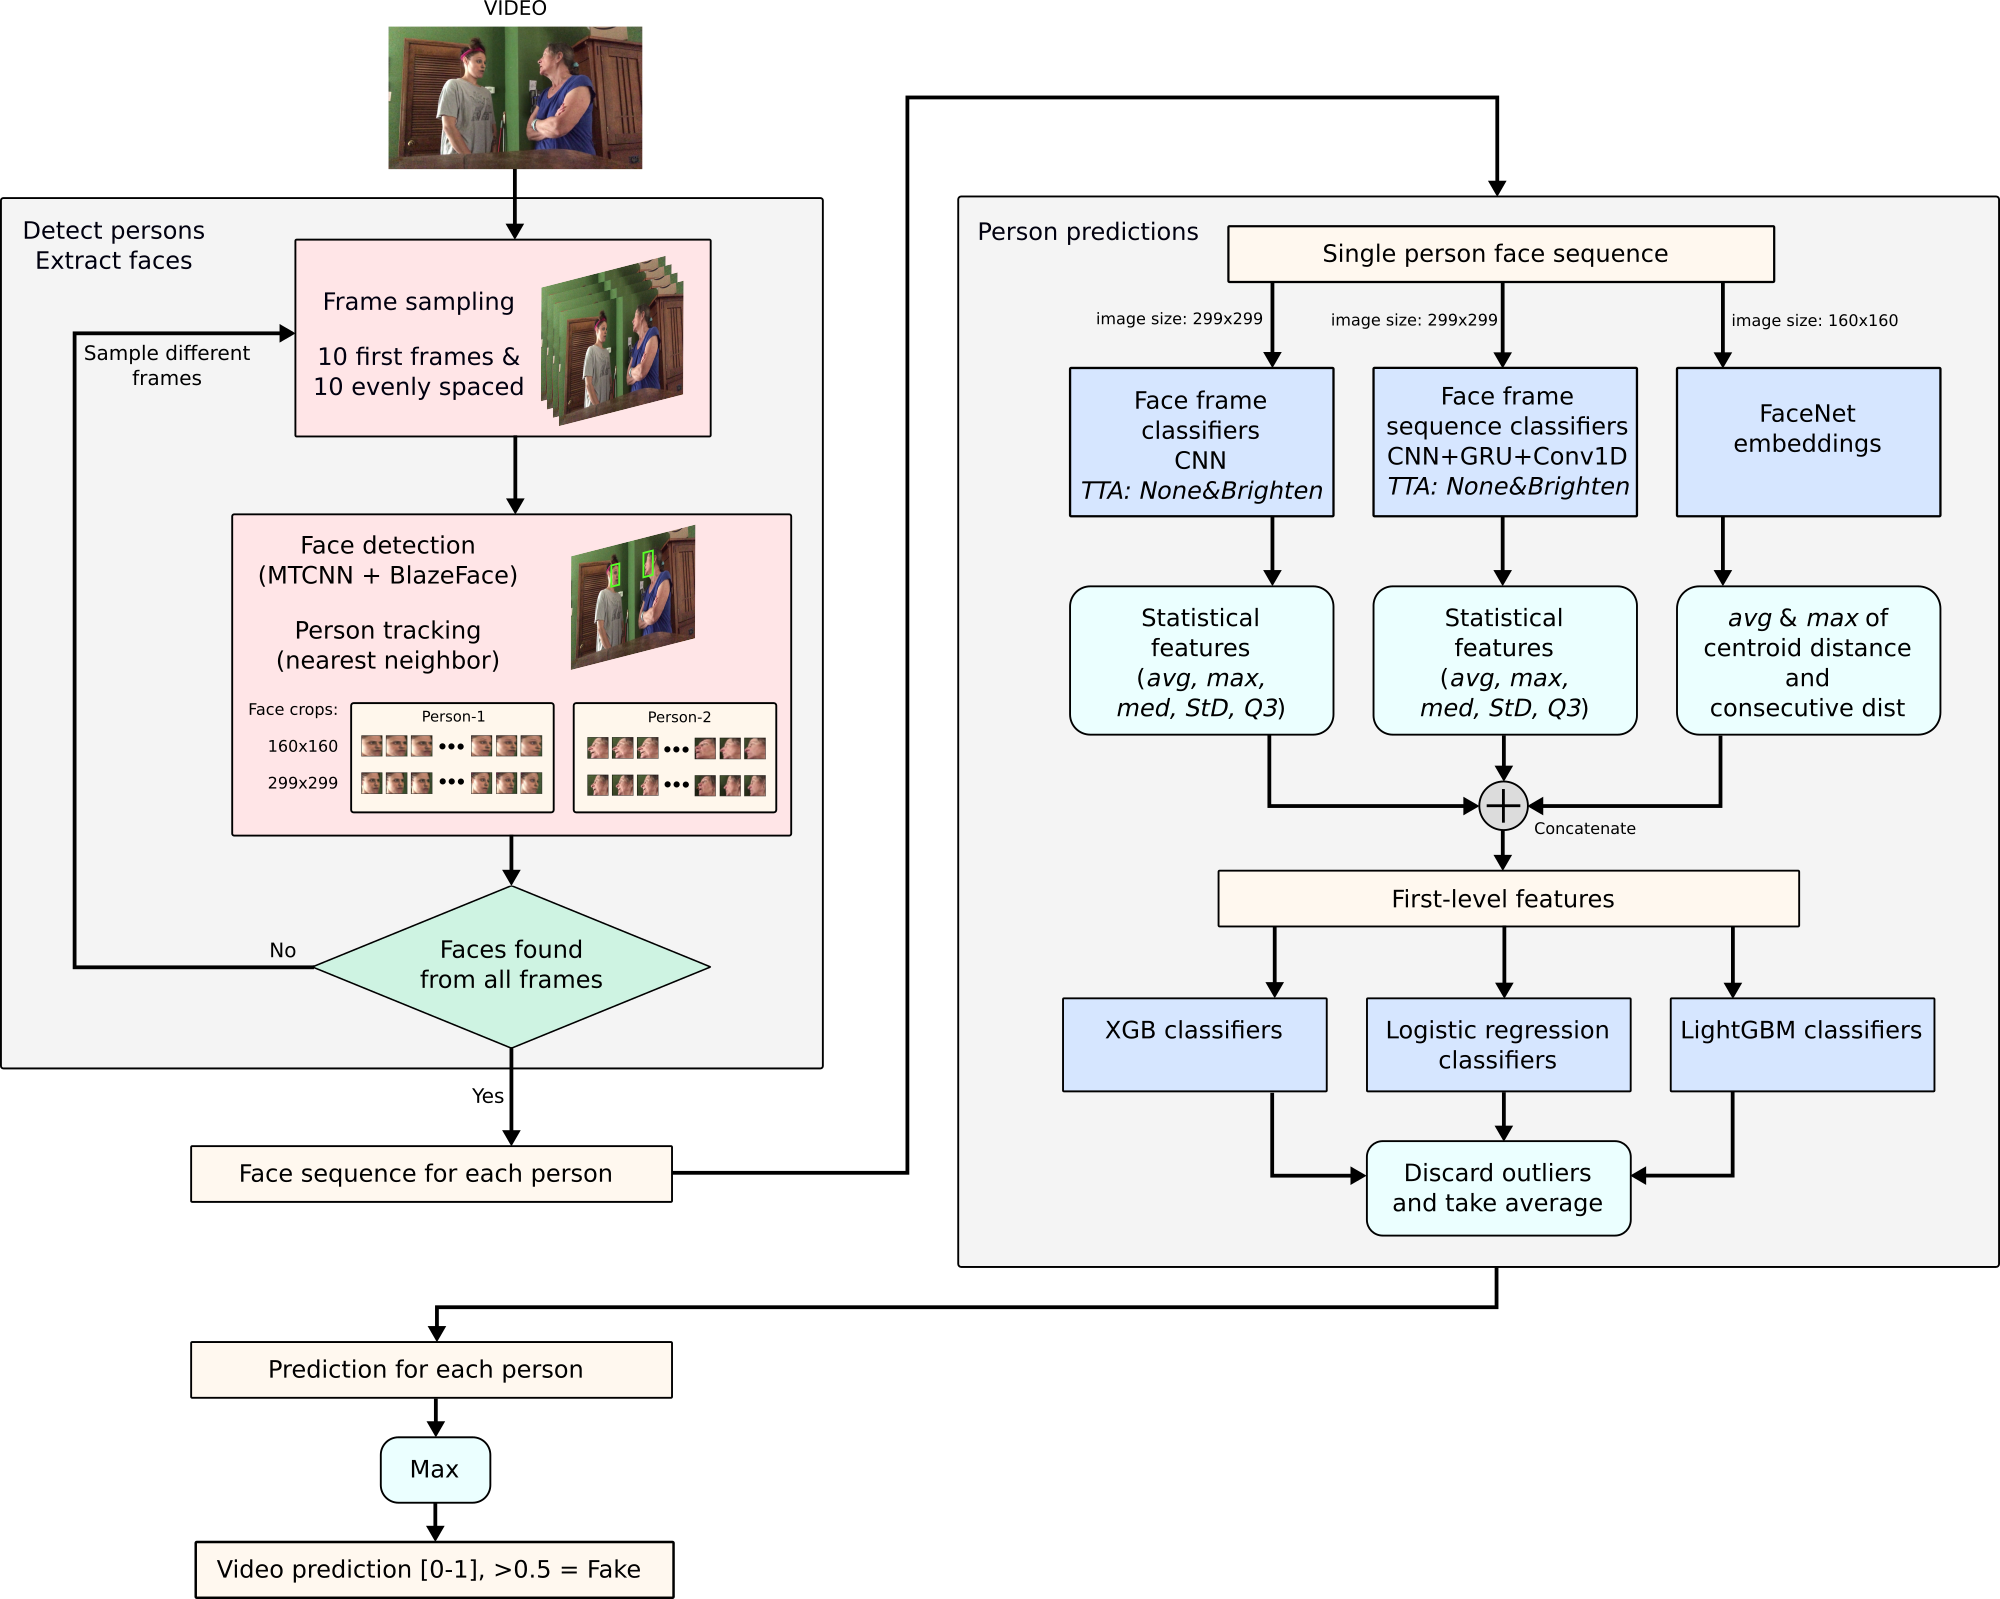 VIDEO
Detect persons
Extract faces
Frame sampling
10 first frames &
10 evenly spaced
Sample different
frames
Face detection
(MTCNN + BlazeFace)
Person tracking
(nearest neighbor)
Face crops:
160x160
299x299
Person-1
Person-2
Faces found
from all frames
No
Yes
Face sequence for each person
Person predictions
Single person face sequence
image size: 299x299
image size: 299x299
image size: 160x160
Face frame
classifiers
CNN
TTA: None&Brighten
Face frame
sequence classifiers
CNN+GRU+Conv1D
TTA: None&Brighten
FaceNet
embeddings
Statistical
features
(avg, max,
med, StD, Q3)
Statistical
features
(avg, max,
med, StD, Q3)
avg & max of
centroid distance
and
consecutive dist
Concatenate
First-level features
XGB classifiers
Logistic regression
classifiers
LightGBM classifiers
Discard outliers
and take average
Prediction for each person
Max
Video prediction [0-1], >0.5 = Fake